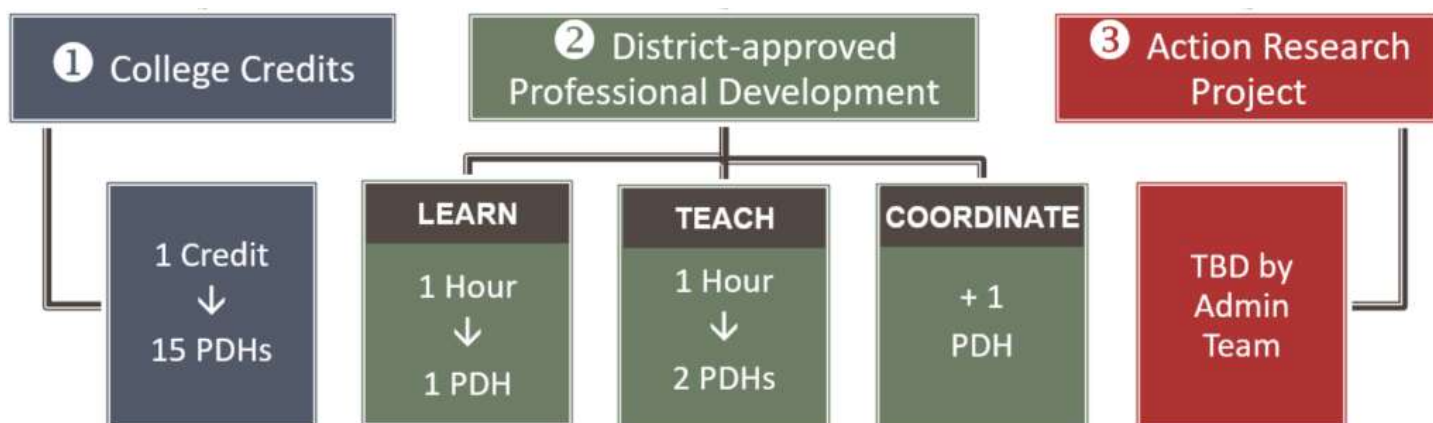 ❶ College Credits
❷ District-approved
Professional Development
❸ Action Research
Project
1 Credit
↓
15 PDHs
LEARN
1 Hour
↓
1 PDH
TEACH
1 Hour
↓
2 PDHs
COORDINATE
+ 1
PDH
TBD by
Admin
Team